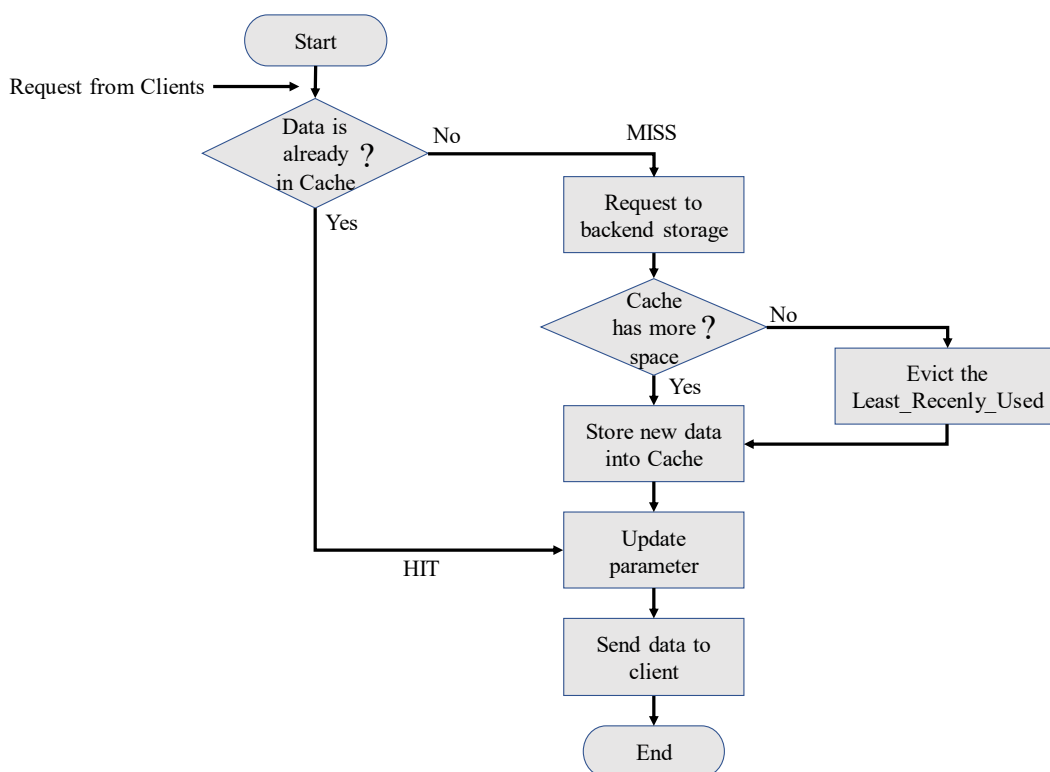 Start
Request from Clients
Data is
already ?
in Cache
No
MISS
Yes
Request to
backend storage
Cache
has more ?
space
No
Yes
Evict the
Least_Recenly_Used
Store new data
into Cache
Update
parameter
HIT
Send data to
client
End